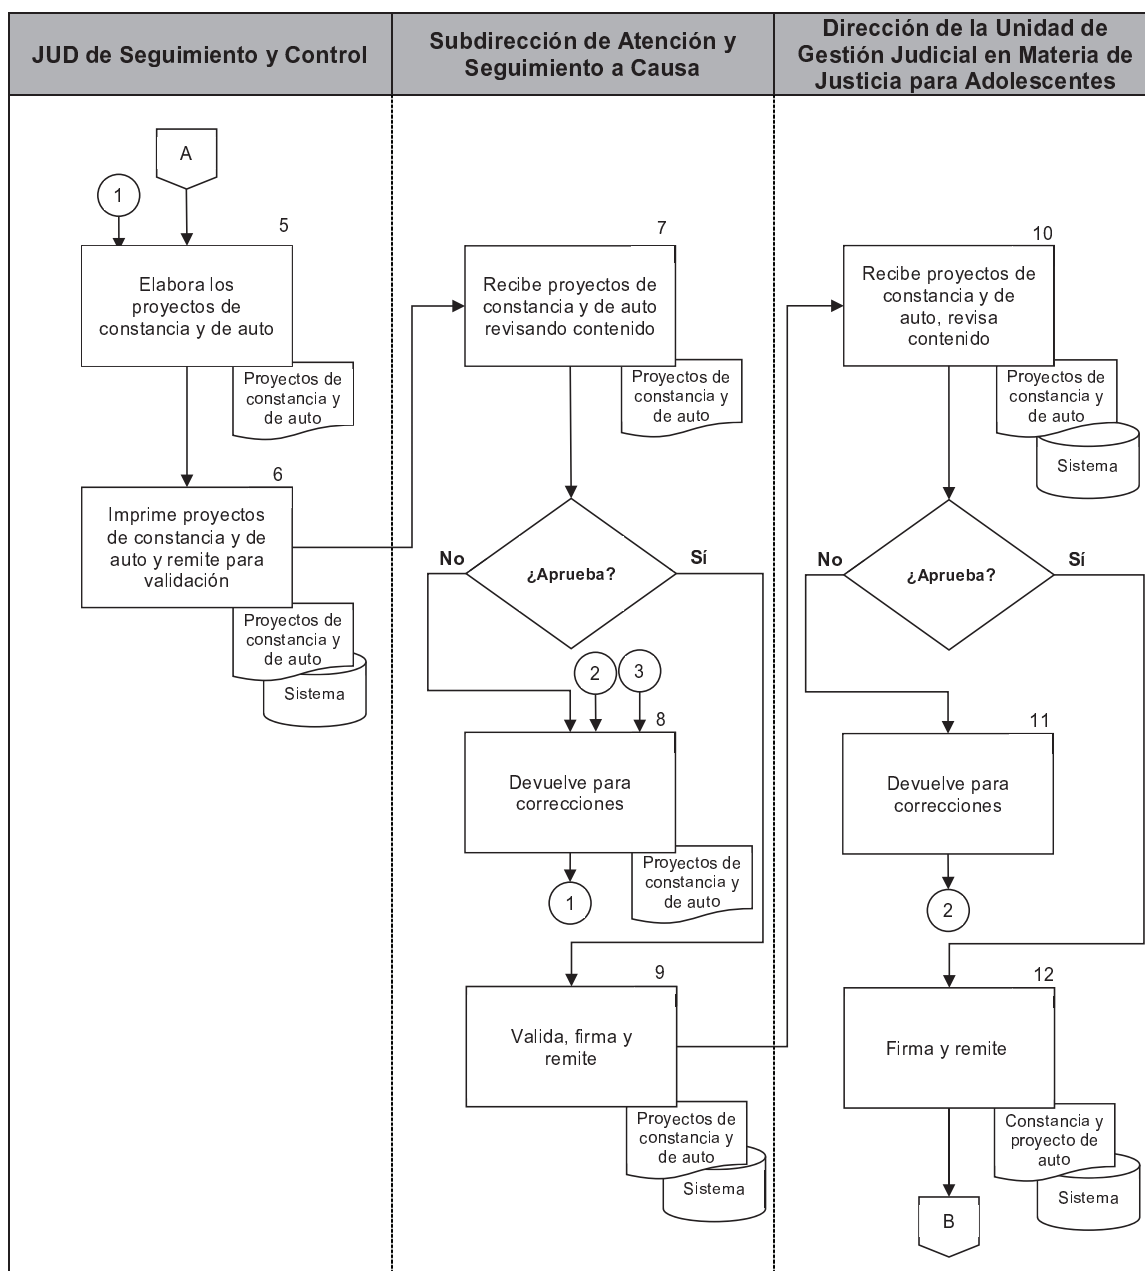 JUD de Seguimiento y Control
Subdirección de Atención y
Seguimiento a Causa
Dirección de la Unidad de
Gestión Judicial en Materia de
Justicia para Adolescentes
A
1
5
Elabora los
proyectos de
constancia y de auto
Proyectos de
constancia y
de auto
6
Imprime proyectos
de constancia y de
auto y remite para
validación
Proyectos de
constancia y
de auto
Sistema
7
Recibe proyectos de
constancia y de auto
revisando contenido
Proyectos de
constancia y
de auto
¿Aprueba?
No
Sí
2
3
8
Devuelve para
correcciones
Proyectos de
constancia y
de auto
1
9
Valida, firma y
remite
Proyectos de
constancia y
de auto
Sistema
10
Recibe proyectos de
constancia y de
auto, revisa
contenido
Proyectos de
constancia y
de auto
Sistema
¿Aprueba?
No
Sí
11
Devuelve para
correcciones
2
12
Firma y remite
Constancia y
proyecto de
auto
Sistema
B